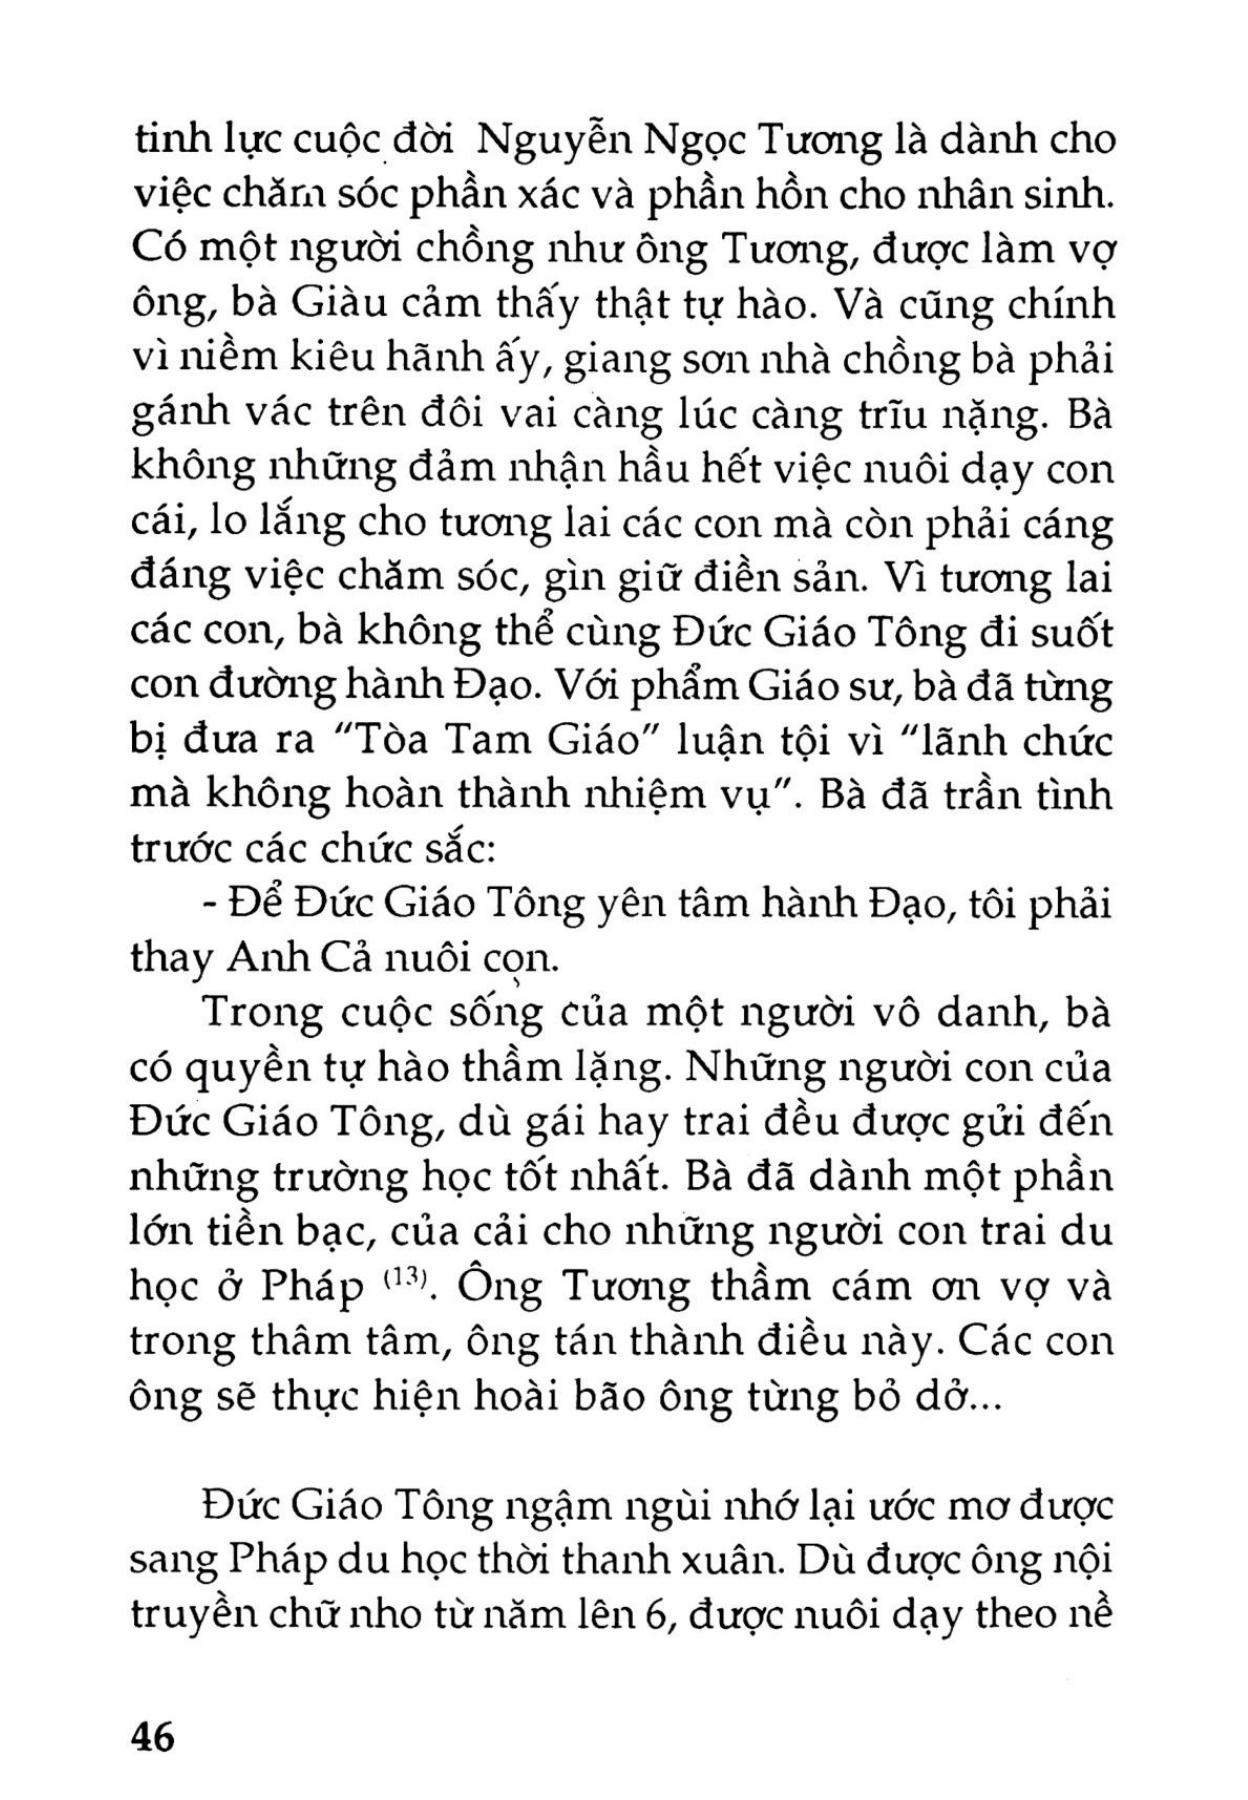 tinh lực cuộc đời Nguyễn Ngọc Tương là dành cho
việc chăm sóc phần xác và phần hồn cho nhân sinh.
Có một người chồng như ông Tương, được làm vợ
ông, bà Giàu cảm thấy thật tự hào. Và cũng chính
vì niềm kiêu hãnh ấy, giang sơn nhà chồng bà phải
gánh vác trên đôi vai càng lúc càng trĩu nặng. Bà
không những đảm nhận hầu hết việc nuôi dạy con
cái, lo lắng cho tương lai các con mà còn phải cáng
đáng việc chăm sóc, gìn giữ điền sản. Vì tương lai
các con, bà không thể cùng Đức Giáo Tông đi suốt
con đường hành Đạo. Với phẩm Giáo sư, bà đã từng
bị đưa ra "Tòa Tam Giáo" luận tội vì "lãnh chức
mà không hoàn thành nhiệm vụ". Bà đã trần tình
trước các chức sắc:
- Để Đức Giáo Tông yên tâm hành Đạo, tôi phải
thay Anh Cả nuôi con.
Trong cuộc sống của một người vô danh, bà
có quyền tự hào thầm lặng. Những người con của
Đức Giáo Tông, dù gái hay trai đều được gửi đến
những trường học tốt nhất. Bà đã dành một phần
lớn tiền bạc, của cải cho những người con trai du
học ở Pháp (13). Ông Tương thầm cám ơn vợ và
trong thâm tâm, ông tán thành điều này. Các con
ông sẽ thực hiện hoài bão ông từng bỏ dở...
Đức Giáo Tông ngậm ngùi nhớ lại ước mơ được
sang Pháp du học thời thanh xuân. Dù được ông nội
truyền chữ nho từ năm lên 6, được nuôi dạy theo nề
46